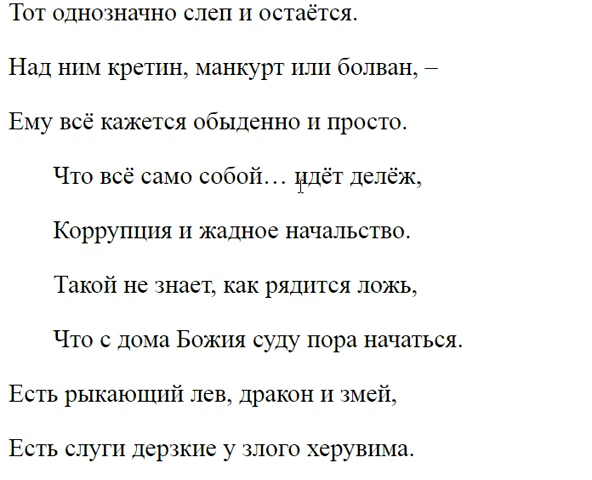 Тот однозначно слеп и остаётся.
Над ним кретин, манкурт или болван, –
Ему всё кажется обыденно и просто.
Что всё само собой… идёт делёж,
Коррупция и жадное начальство.
Такой не знает, как рядится ложь,
Что с дома Божия суду пора начаться.
Есть рыкающий лев, дракон и змей,
Есть слуги дерзкие у злого херувима.